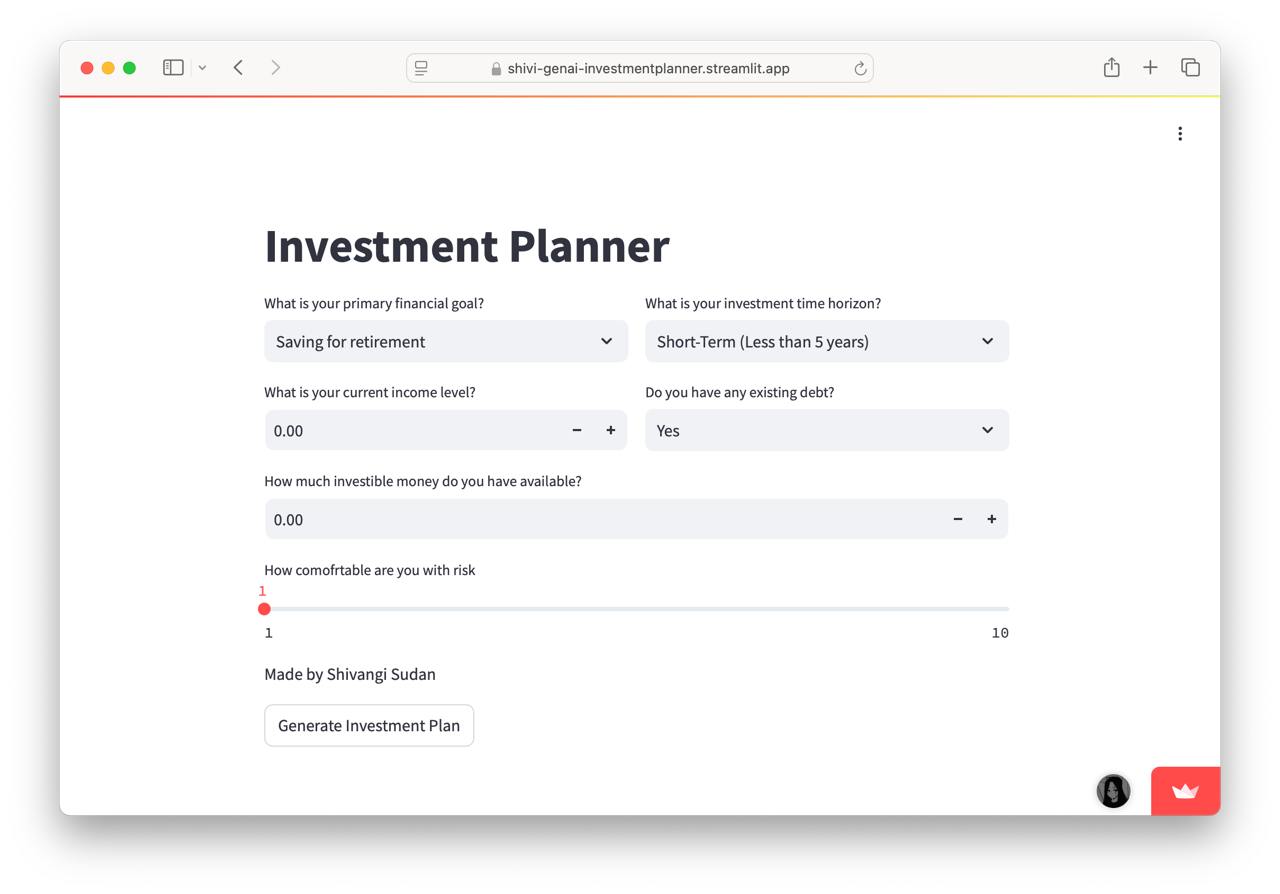 shivi-genai-investmentplanner.streamlit.app
Investment Planner
What is your primary financial goal?
What is your investment time horizon?
Saving for retirement
Short-Term (Less than 5 years)
What is your current income level?
Do you have any existing debt?
0.00
Yes
How much investible money do you have available?
0.00
How comofrtable are you with risk
1
1
10
Made by Shivangi Sudan
Generate Investment Plan